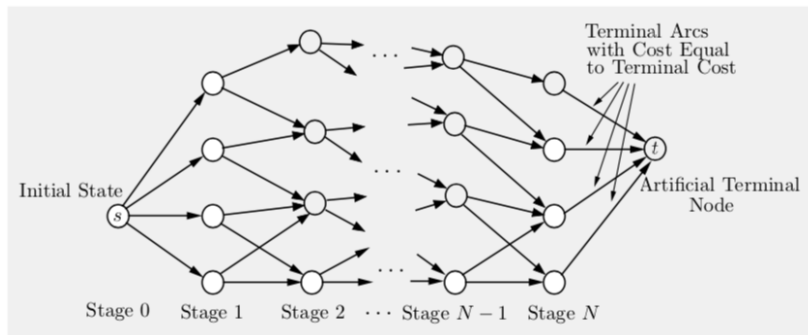 Terminal Arcs
with Cost Equal
to Terminal Cost
. . .
Initial State
s
t
. . .
Artificial Terminal
Node
. . .
Stage 0 Stage 1 Stage 2 · · · Stage N − 1 Stage N